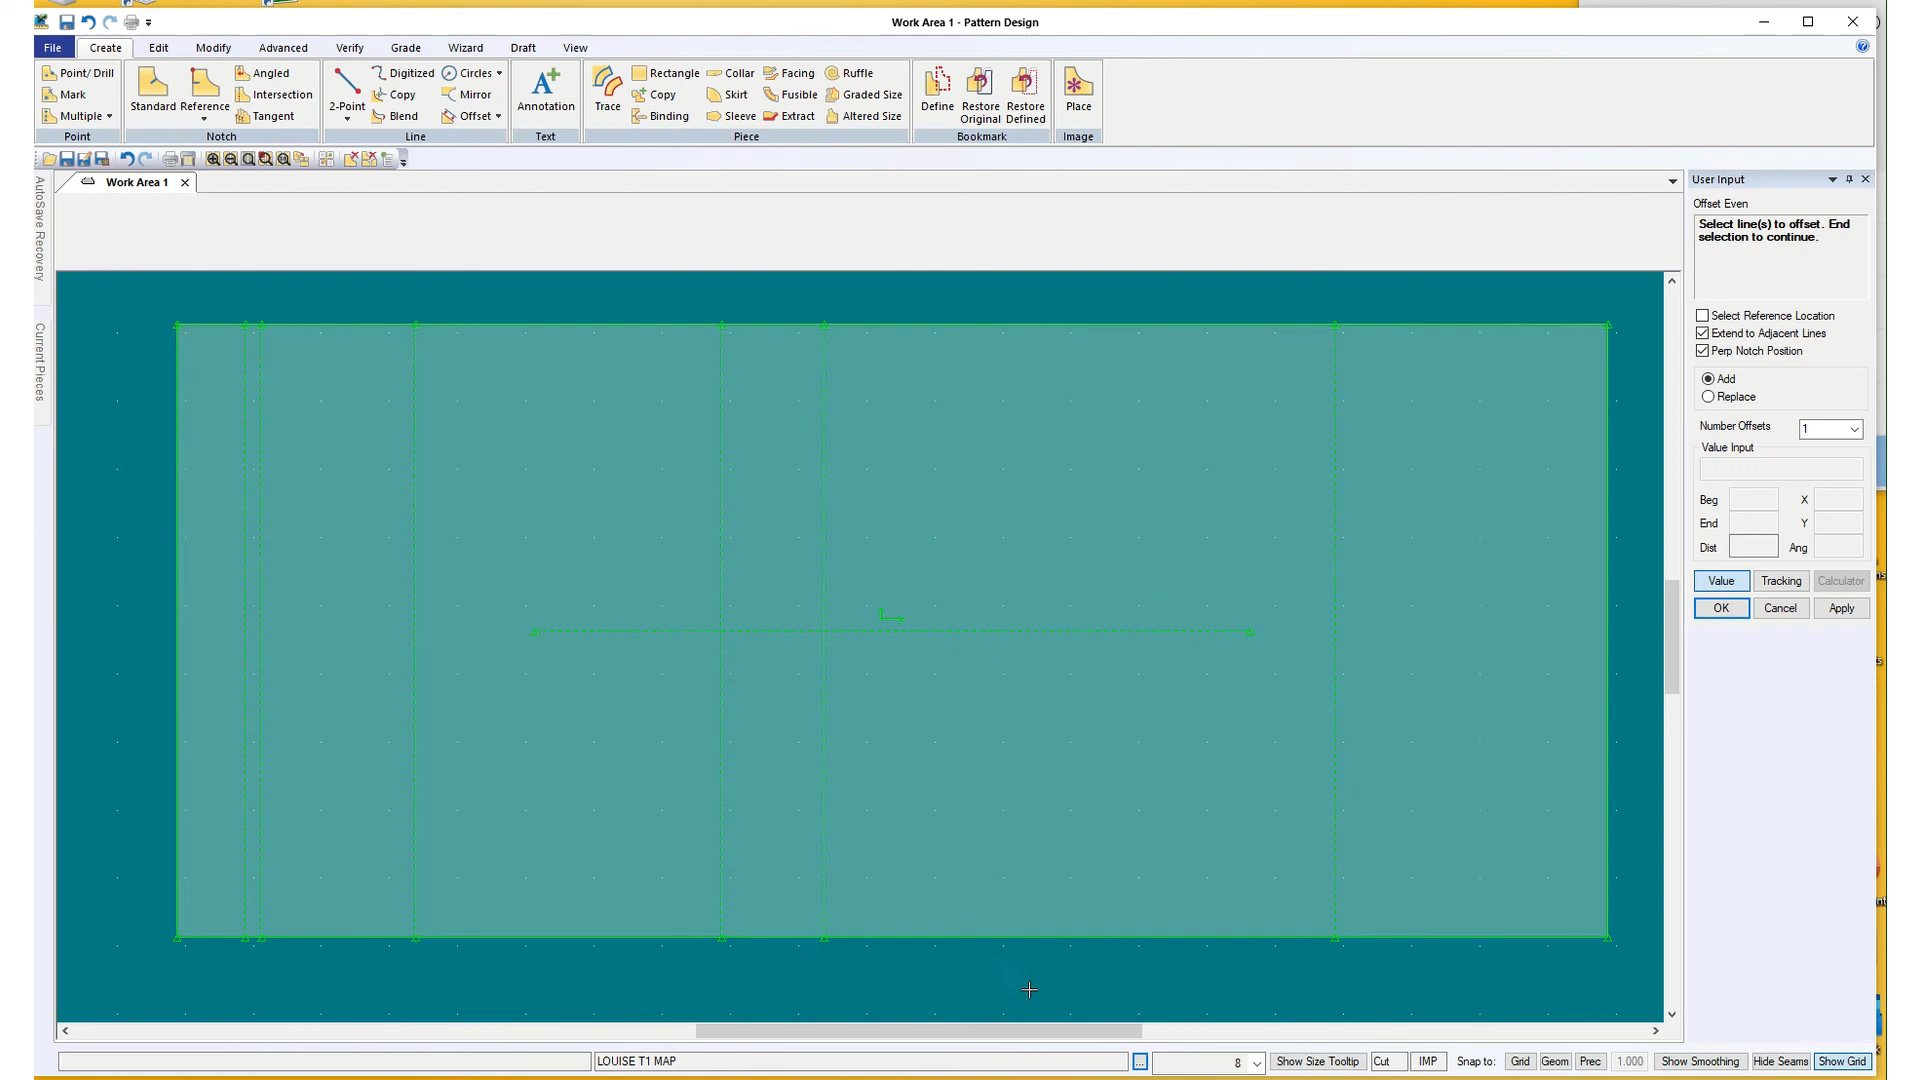 Work Area 1 - Pattern Design
File Create Edit Modify Advanced Verify Grade Wizard Draft View
Point/ Drill
Mark
Multiple
Point
Standard
Reference
Angled
Intersection
Tangent
Notch
2-Point
Digitized
Copy
Blend
Circles
Mirror
Offset
Line
Annotation
Text
Trace
Rectangle
Copy
Binding
Collar
Skirt
Sleeve
Facing
Fusible
Extract
Ruffle
Graded Size
Altered Size
Piece
Define
Restore Original
Restore Defined
Bookmark
Place
Image
AutoSave Recovery
Current Pieces
Work Area 1
User Input
Offset Even
Select line(s) to offset. End
selection to continue.
Select Reference Location
Extend to Adjacent Lines
Perp Notch Position
Add
Replace
Number Offsets 1
Value Input
Beg X
End Y
Dist Ang
Value Tracking Calculator
OK Cancel Apply
LOUISE T1 MAP ... 8 Show Size Tooltip Cut IMP Snap to: Grid Geom Prec 1.000 Show Smoothing Hide Seams Show Grid